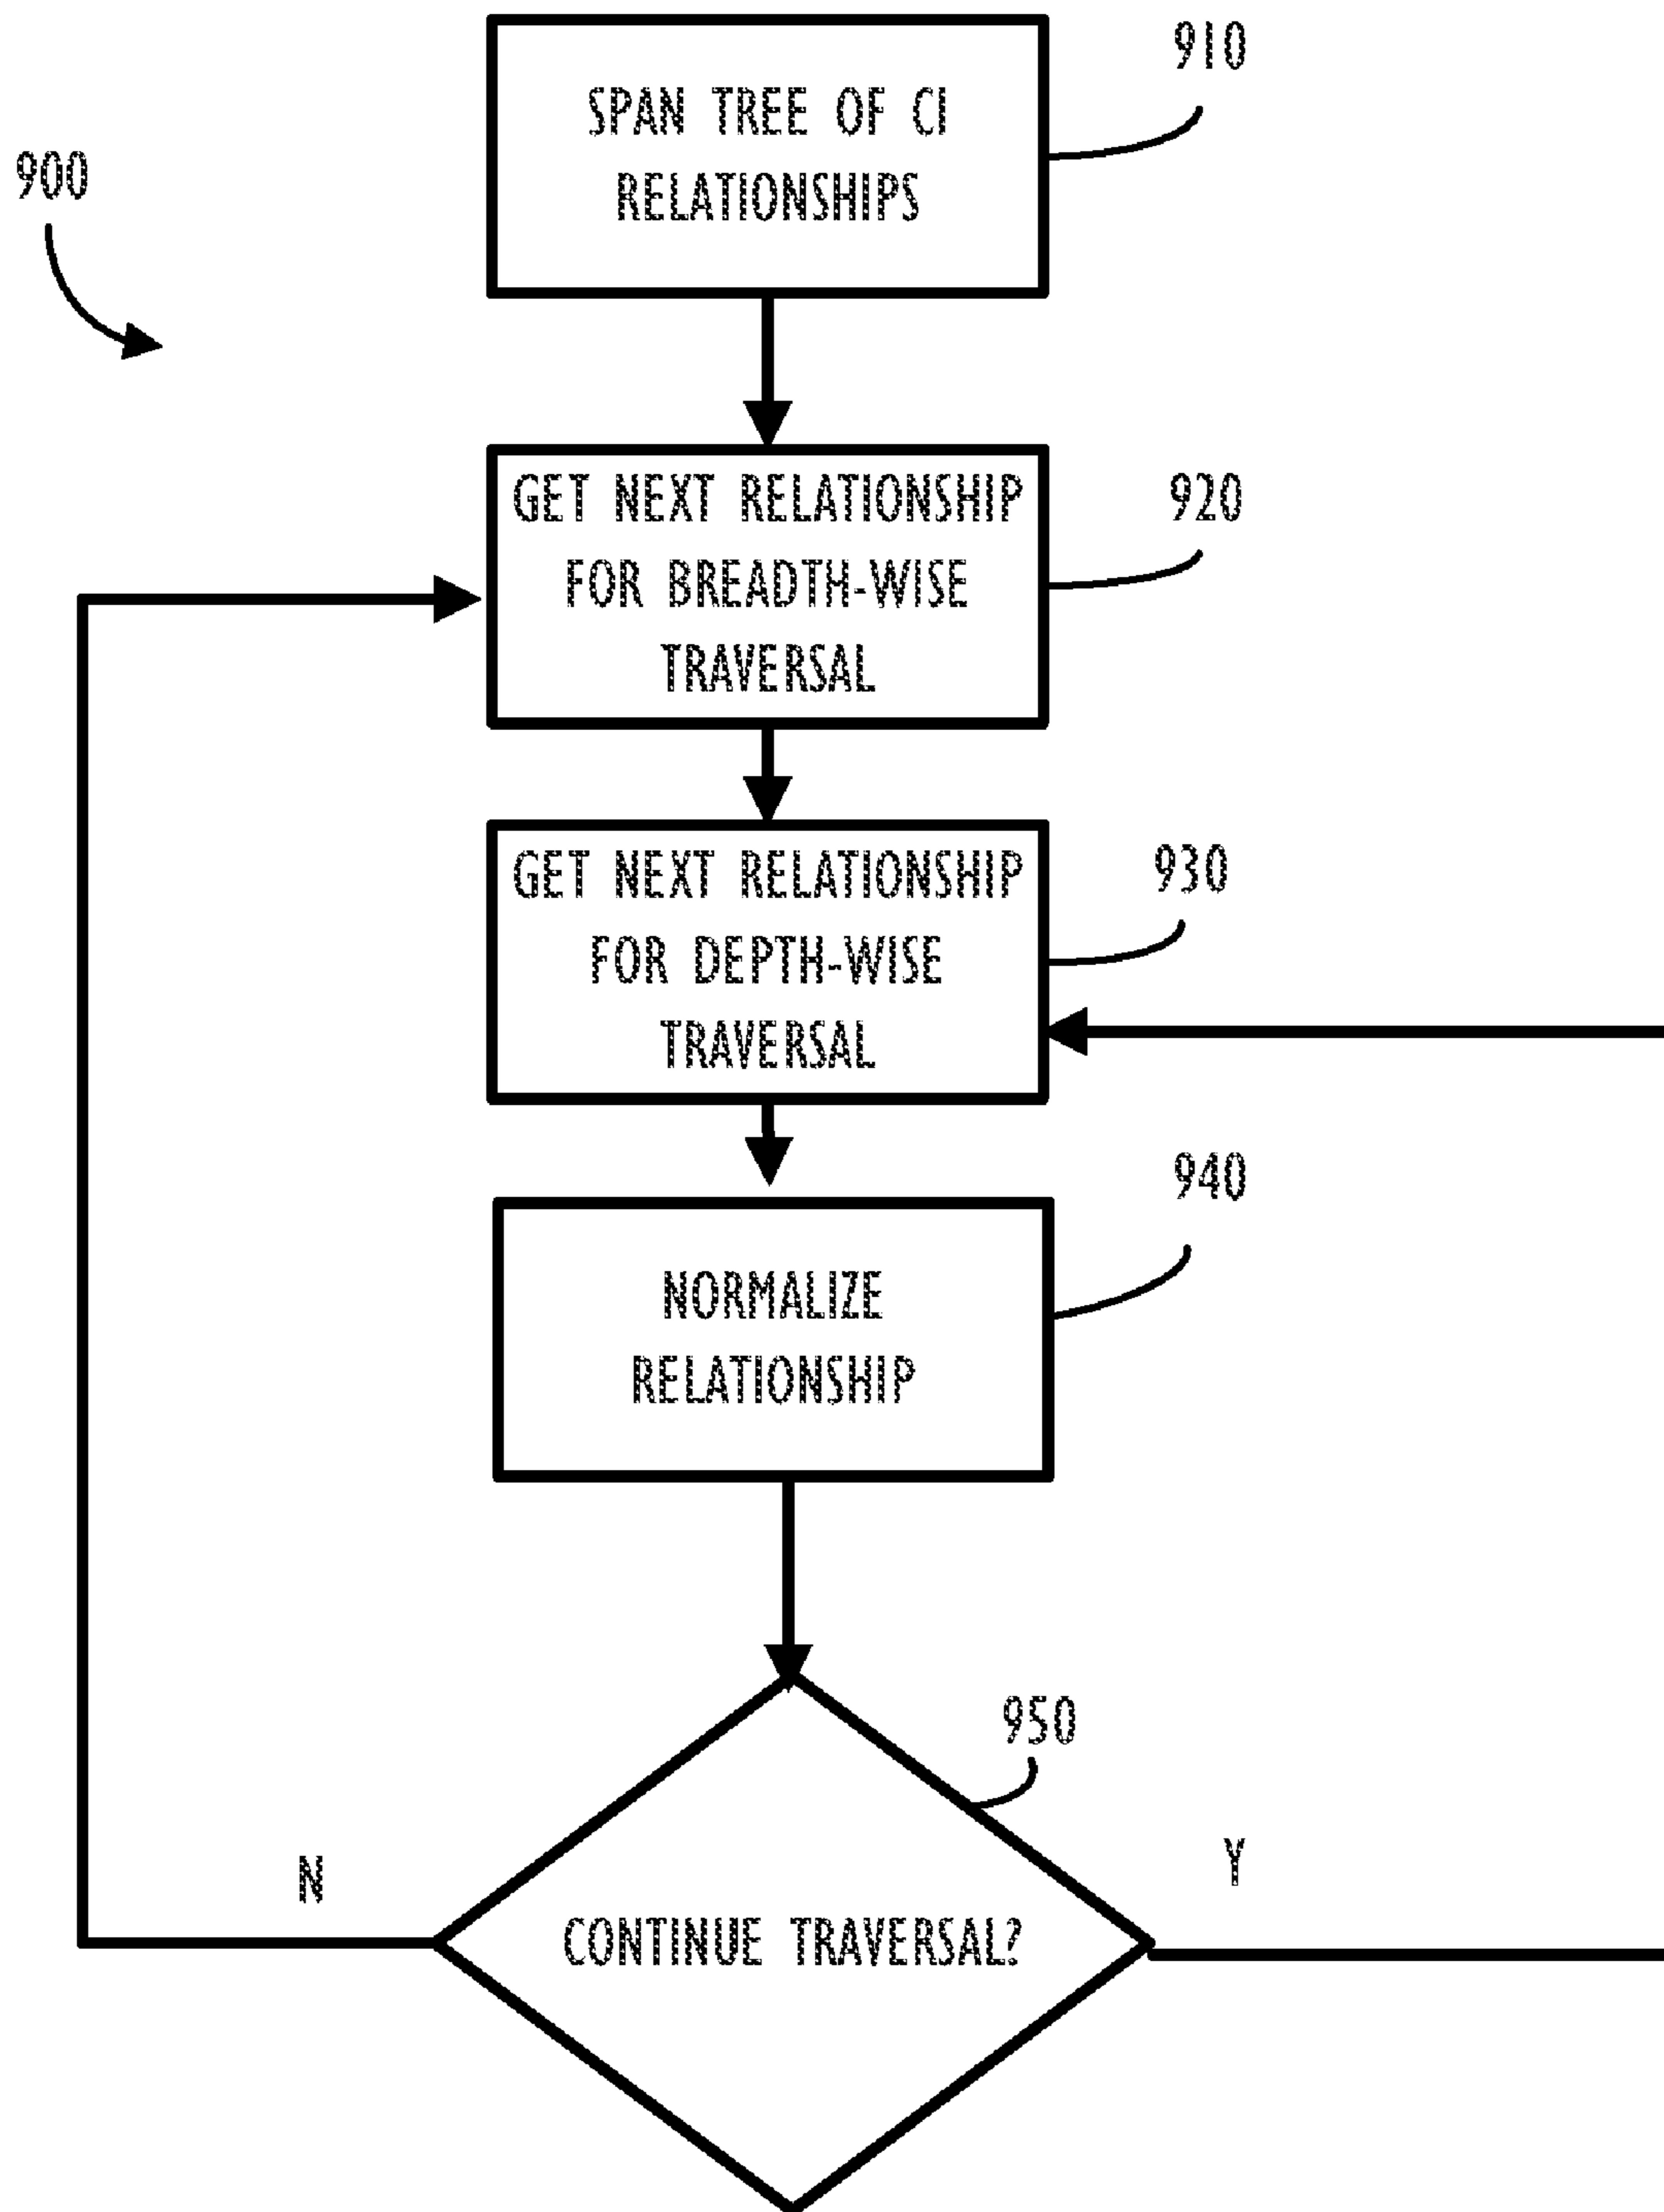 910
SPAN TREE OF CI
RELATIONSHIPS
900
GET NEXT RELATIONSHIP
FOR BREADTH-WISE
TRAVERSAL
920
GET NEXT RELATIONSHIP
FOR DEPTH-WISE
TRAVERSAL
930
940
NORMALIZE
RELATIONSHIP
950
N
Y
CONTINUE TRAVERSAL?